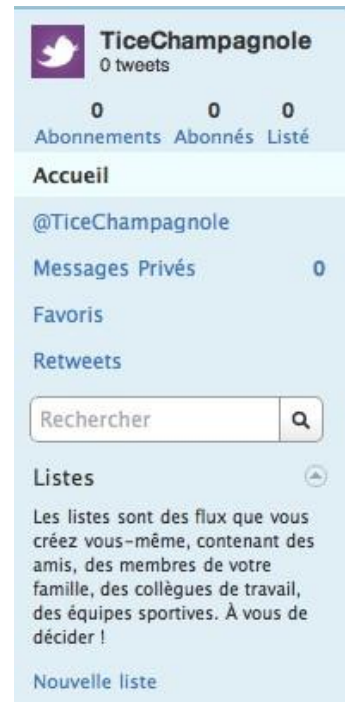 TiceChampagnole
0 tweets
0 0 0
Abonnements Abonnés Listé
Accueil
@TiceChampagnole
Messages Privés 0
Favoris
Retweets
Rechercher
Listes
Les listes sont des flux que vous
créez vous-même, contenant des
amis, des membres de votre
famille, des collègues de travail,
des équipes sportives. À vous de
décider !
Nouvelle liste